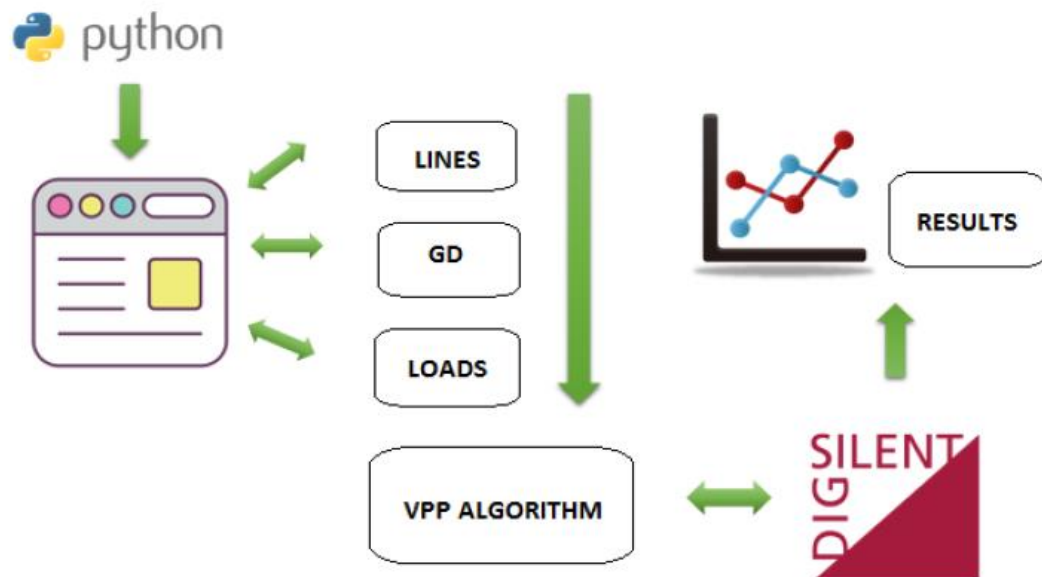 python
LINES
GD
LOADS
VPP ALGORITHM
RESULTS
DIG
SILENT